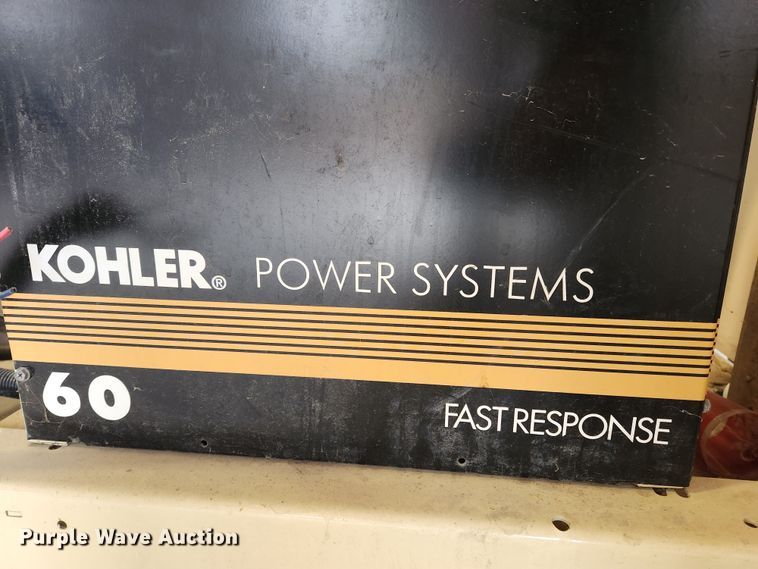 KOHLER® POWER SYSTEMS
60 FAST RESPONSE
Purple Wave Auction